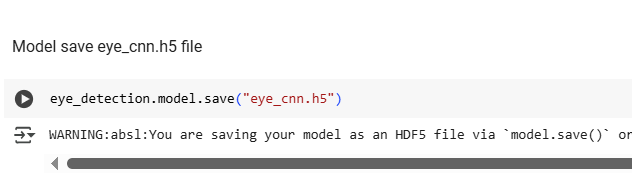 Model save eye_cnn.h5 file
eye_detection.model.save("eye_cnn.h5")
WARNING:absl:You are saving your model as an HDF5 file via `model.save()` or